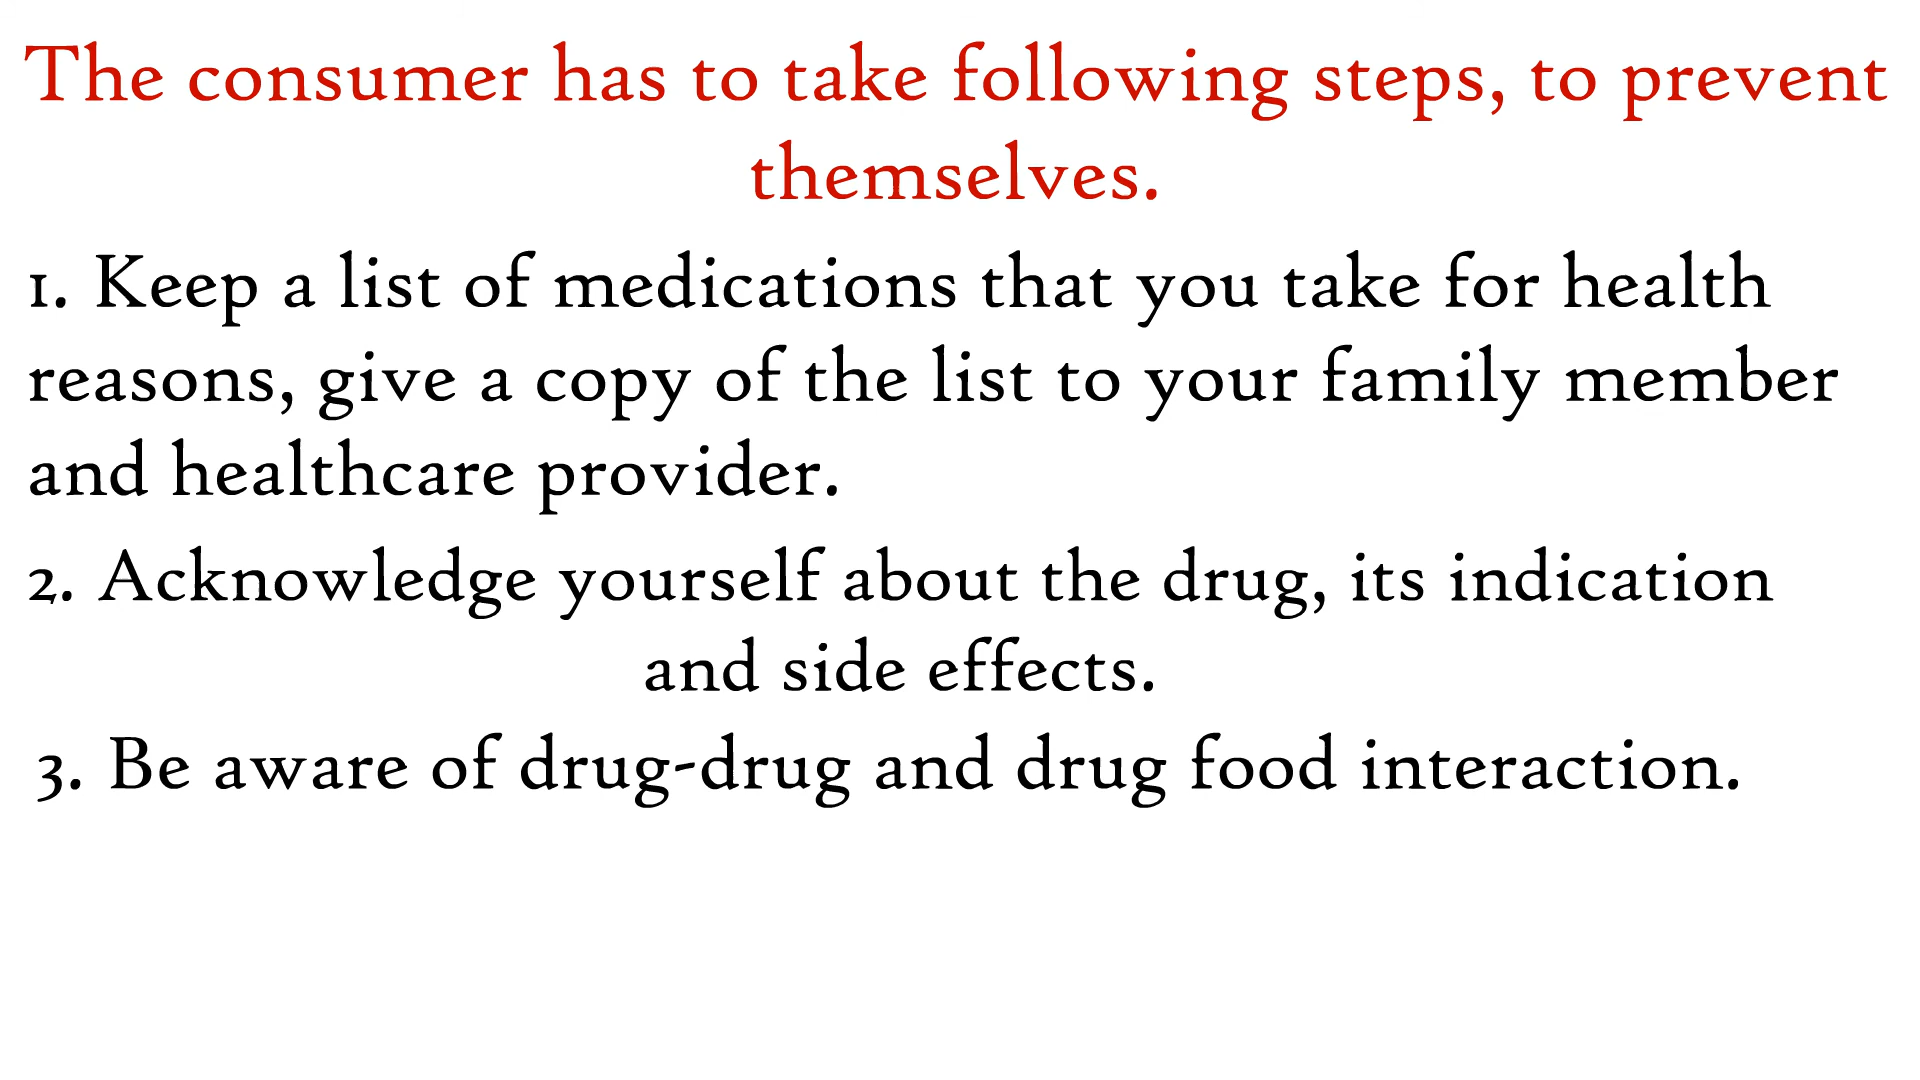 The consumer has to take following steps, to prevent
themselves.
1. Keep a list of medications that you take for health
reasons, give a copy of the list to your family member
and healthcare provider.
2. Acknowledge yourself about the drug, its indication
and side effects.
3. Be aware of drug-drug and drug food interaction.